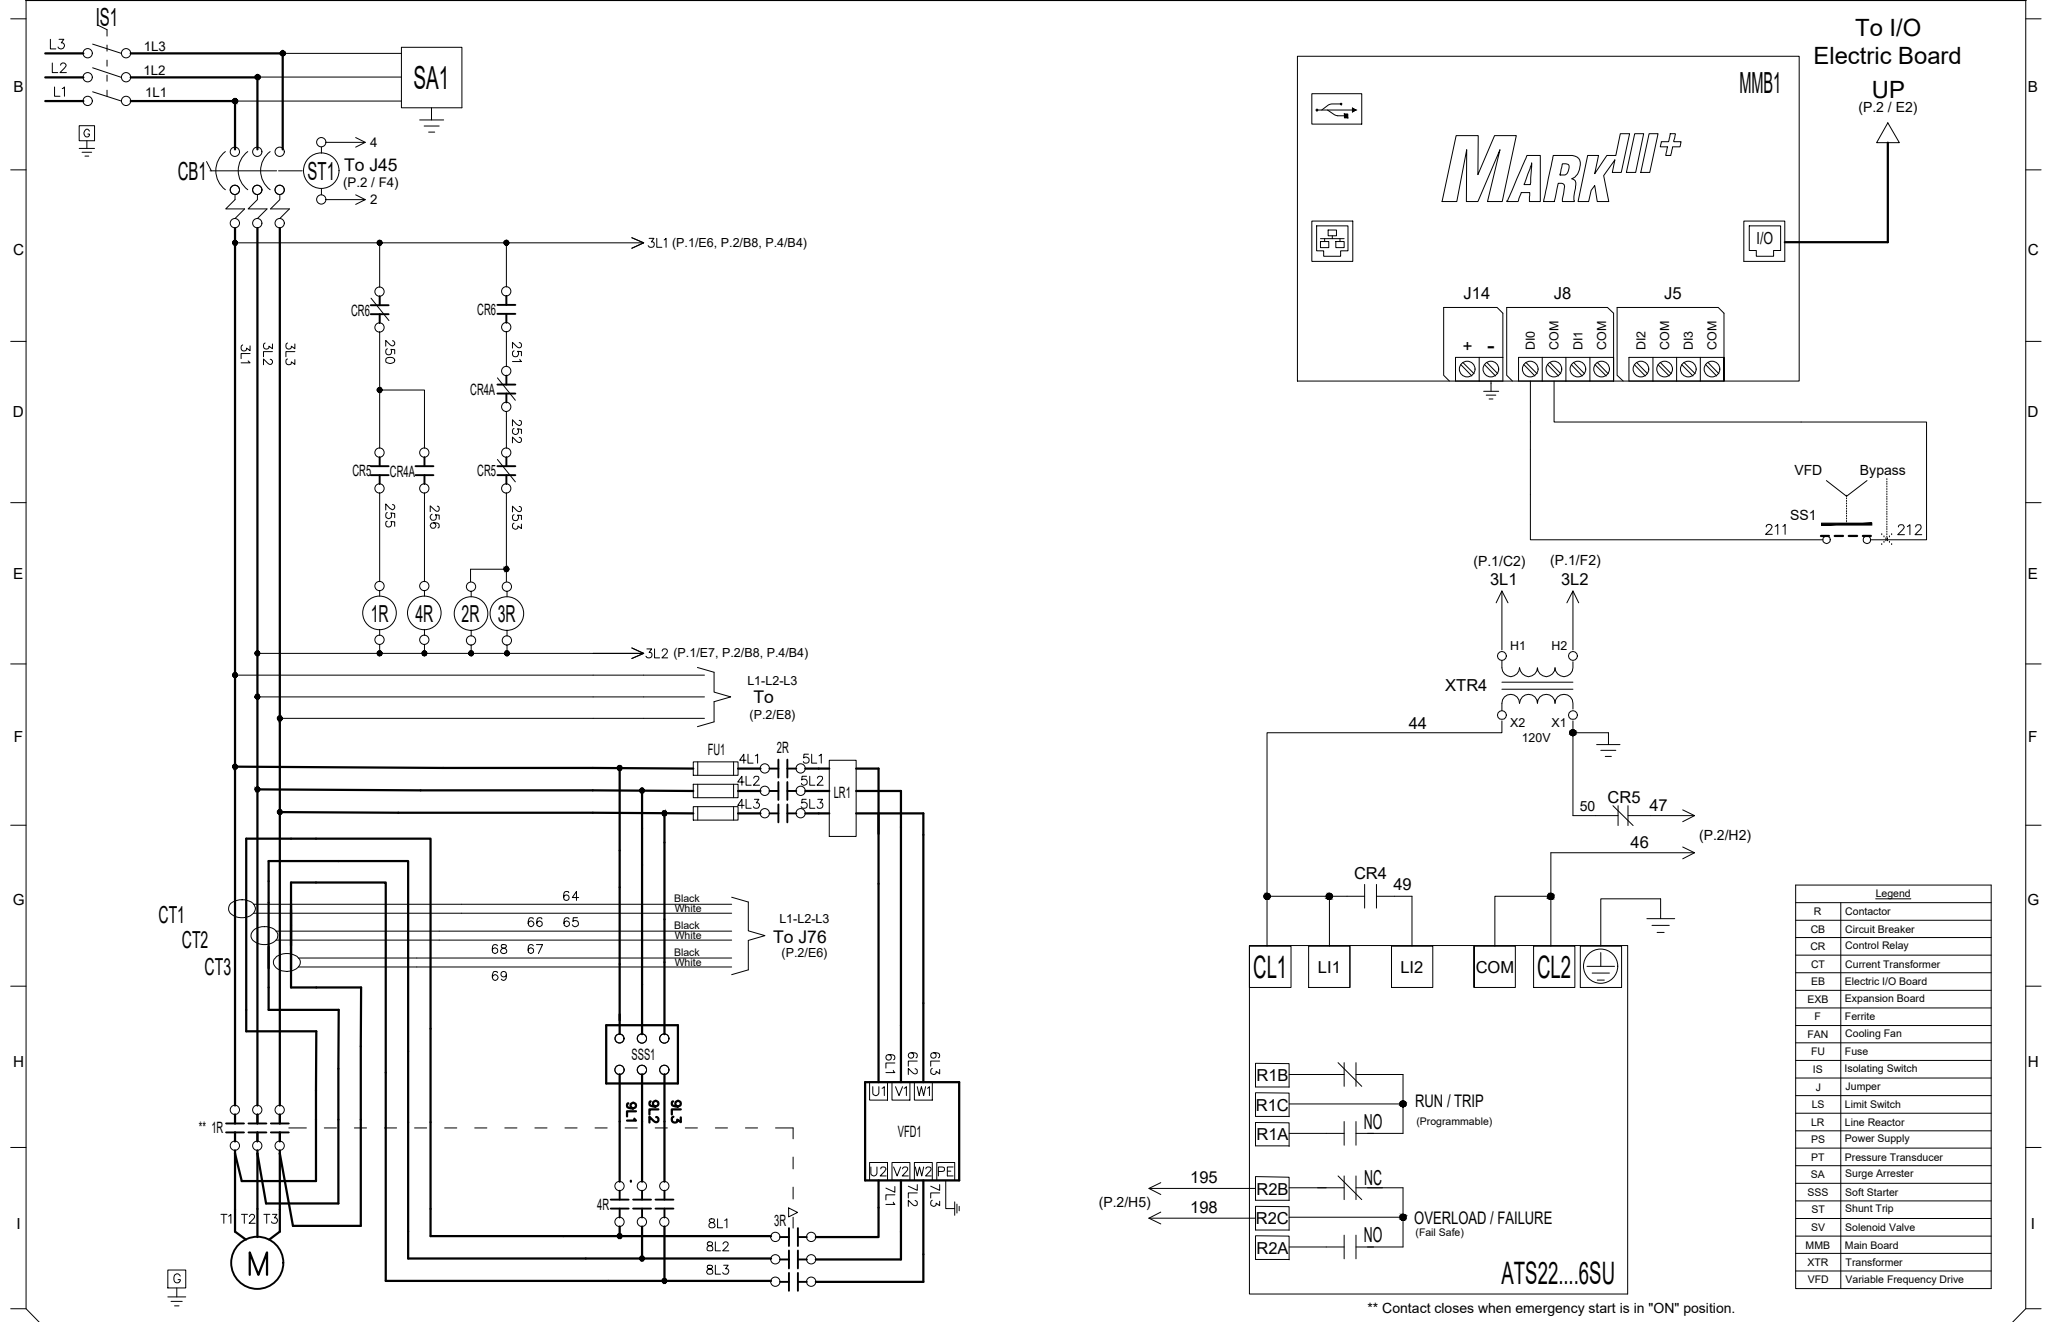 IS1
L3
1L3
L2
1L2
L1
1L1
SA1
B
G
CB1
ST1
4
To J45
(P.2 / F4)
2
C
3L1 (P.1/E6, P.2/B8, P.4/B4)
CR6
CR6
3L1
3L2
3L3
250
251
CR4A
D
252
CR5
CR4A
CR5
255
256
253
E
1R
4R
2R
3R
3L2 (P.1/E7, P.2/B8, P.4/B4)
L1-L2-L3
To
(P.2/E8)
F
FU1
2R
4L1
5L1
4L2
5L2
4L3
5L3
LR1
G
CT1
CT2
CT3
64
Black
White
66 65
Black
White
68 67
Black
White
69
L1-L2-L3
To J76
(P.2/E6)
H
SSS1
6L1
6L2
6L3
9L1
9L2
9L3
U1
V1
W1
VFD1
U2
V2
W2
PE
7L1
7L2
7L3
** 1R
4R
3R
I
T1
T2
T3
M
8L1
8L2
8L3
G
To I/O
Electric Board
UP
(P.2 / E2)
MMB1
B
MARK III+
C
I/O
J14
J8
J5
+
-
DI0
COM
DI1
COM
DI2
COM
DI3
COM
D
VFD
Bypass
SS1
211
212
E
(P.1/C2)
(P.1/F2)
3L1
3L2
H1
H2
XTR4
X2
X1
120V
44
F
50
CR5
47
(P.2/H2)
46
CR4
49
G
CL1
LI1
LI2
COM
CL2
H
R1B
R1C
RUN / TRIP
(Programmable)
R1A
NO
195
R2B
NC
(P.2/H5)
198
R2C
OVERLOAD / FAILURE
(Fail Safe)
R2A
NO
ATS22....6SU
I
** Contact closes when emergency start is in "ON" position.
Legend
R Contactor
CB Circuit Breaker
CR Control Relay
CT Current Transformer
EB Electric I/O Board
EXB Expansion Board
F Ferrite
FAN Cooling Fan
FU Fuse
IS Isolating Switch
J Jumper
LS Limit Switch
LR Line Reactor
PS Power Supply
PT Pressure Transducer
SA Surge Arrester
SSS Soft Starter
ST Shunt Trip
SV Solenoid Valve
MMB Main Board
XTR Transformer
VFD Variable Frequency Drive